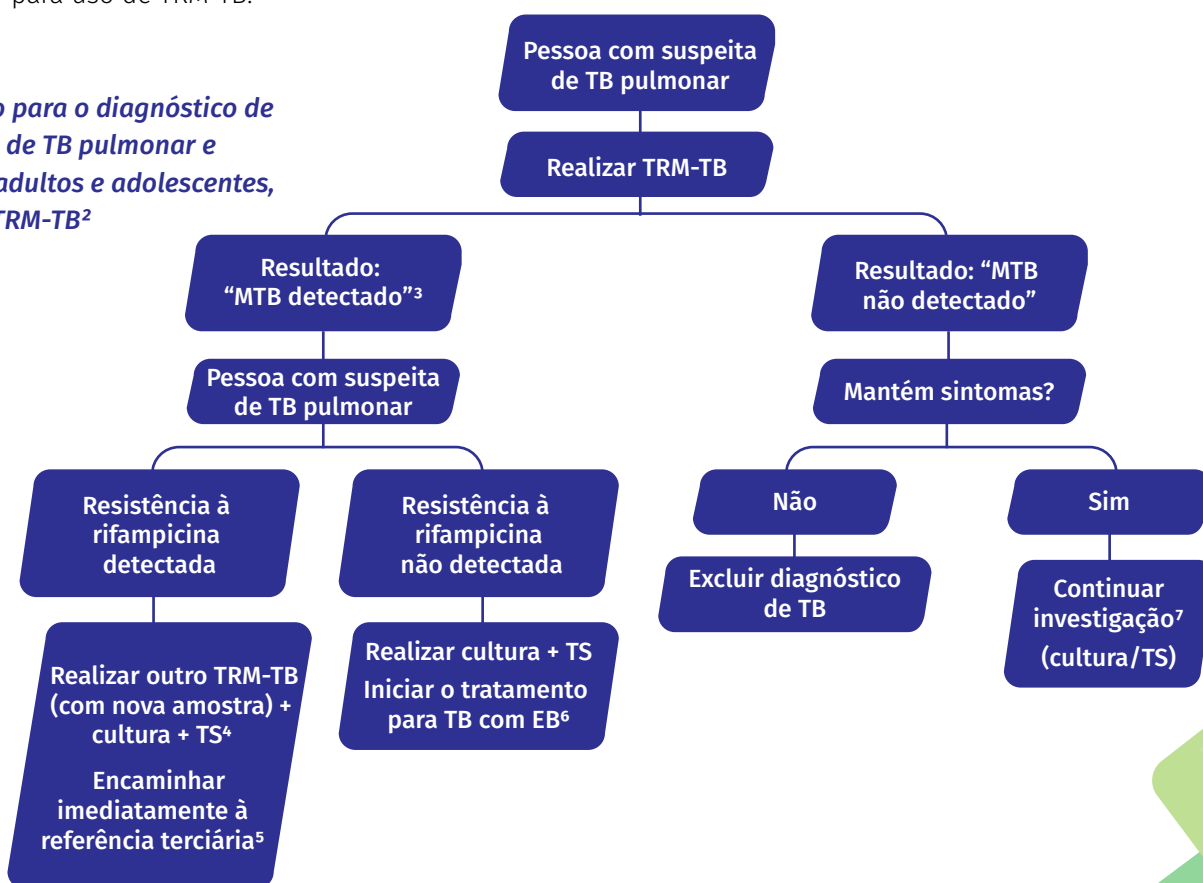 para uso de TRM-TB.
o para o diagnóstico de
de TB pulmonar e
adultos e adolescentes,
TRM-TB²
Pessoa com suspeita
de TB pulmonar
Realizar TRM-TB
Resultado:
“MTB detectado”³
Resultado: “MTB
não detectado”
Pessoa com suspeita
de TB pulmonar
Mantém sintomas?
Resistência à
rifampicina
detectada
Resistência à
rifampicina
não detectada
Não
Sim
Realizar outro TRM-TB
(com nova amostra) +
cultura + TS⁴
Encaminhar
imediatamente à
referência terciária⁵
Realizar cultura + TS
Iniciar o tratamento
para TB com EB⁶
Excluir diagnóstico
de TB
Continuar
investigação⁷
(cultura/TS)